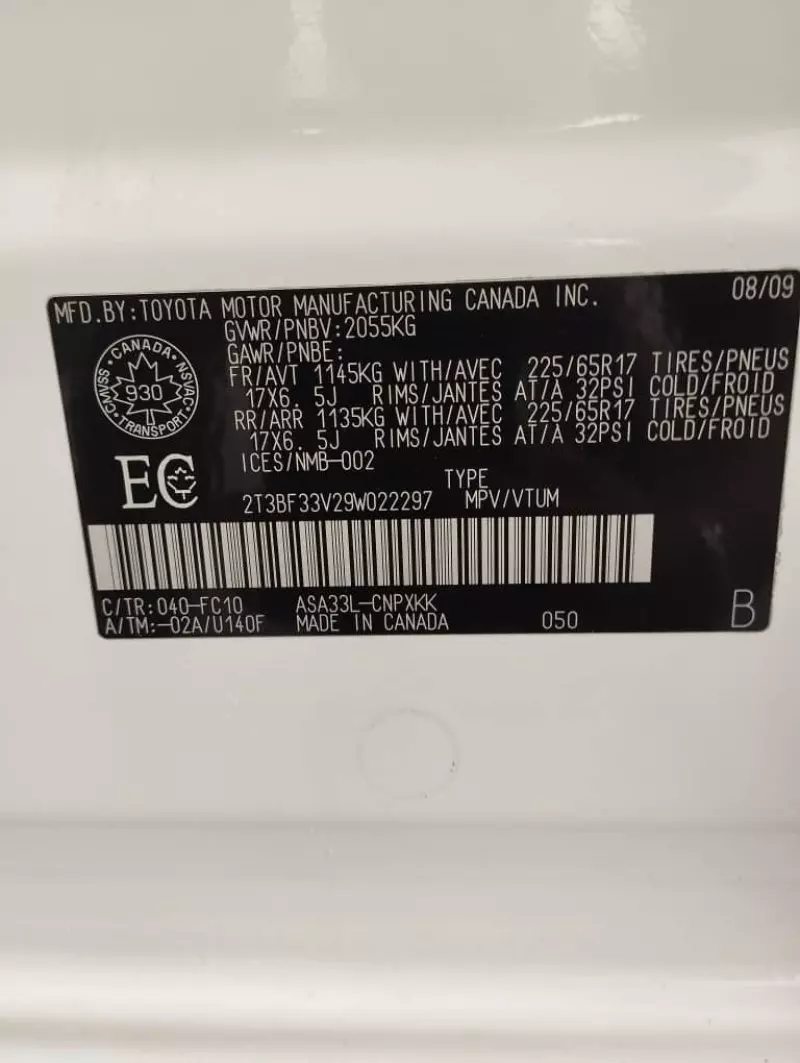 MFD.BY:TOYOTA MOTOR MANUFACTURING CANADA INC. 08/09
GVWR/PNBV:2055KG
GAWR/PNBE:
FR/AVT 1145KG WITH/AVEC 225/65R17 TIRES/PNEUS
17X6.5J RIMS/JANTES AT/A 32PSI COLD/FROID
RR/ARR 1135KG WITH/AVEC 225/65R17 TIRES/PNEUS
17X6.5J RIMS/JANTES AT/A 32PSI COLD/FROID
CANADA
CMVSS 930 NSVAC
TRANSPORT
ICES/NMB-002
EC
TYPE
2T3BF33V29W022297 MPV/VTUM
C/TR:040-FC10 ASA33L-CNPXKK
A/TM:-02A/U140F MADE IN CANADA 050 B